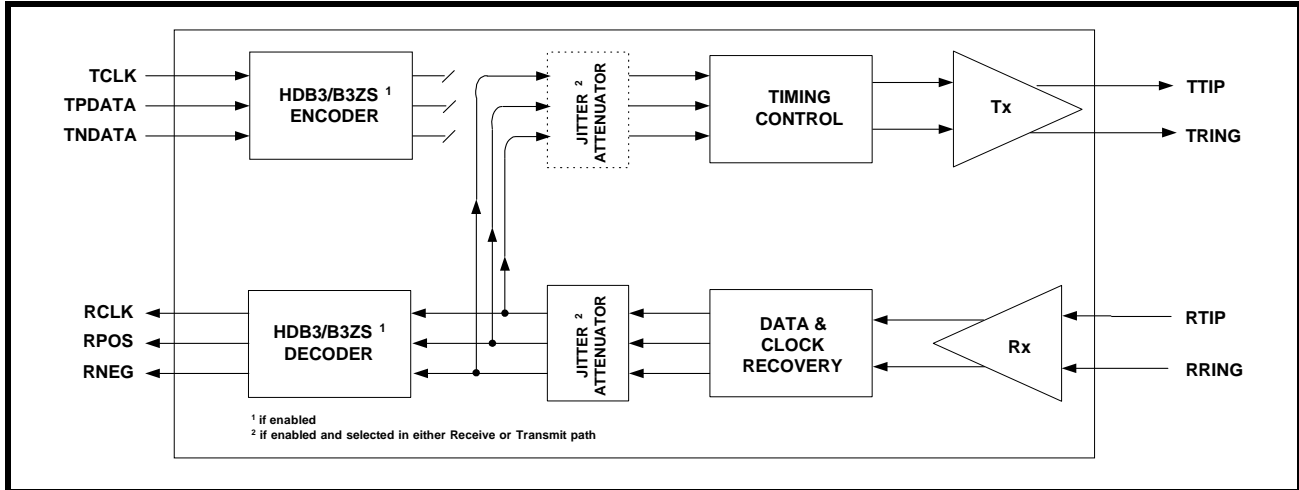 TCLK
TPDATA
TNDATA
HDB3/B3ZS 1
ENCODER
JITTER 2
ATTENUATOR
TIMING
CONTROL
Tx
TTIP
TRING
RCLK
RPOS
RNEG
HDB3/B3ZS 1
DECODER
JITTER 2
ATTENUATOR
DATA &
CLOCK
RECOVERY
Rx
RTIP
RRING
1 if enabled
2 if enabled and selected in either Receive or Transmit path